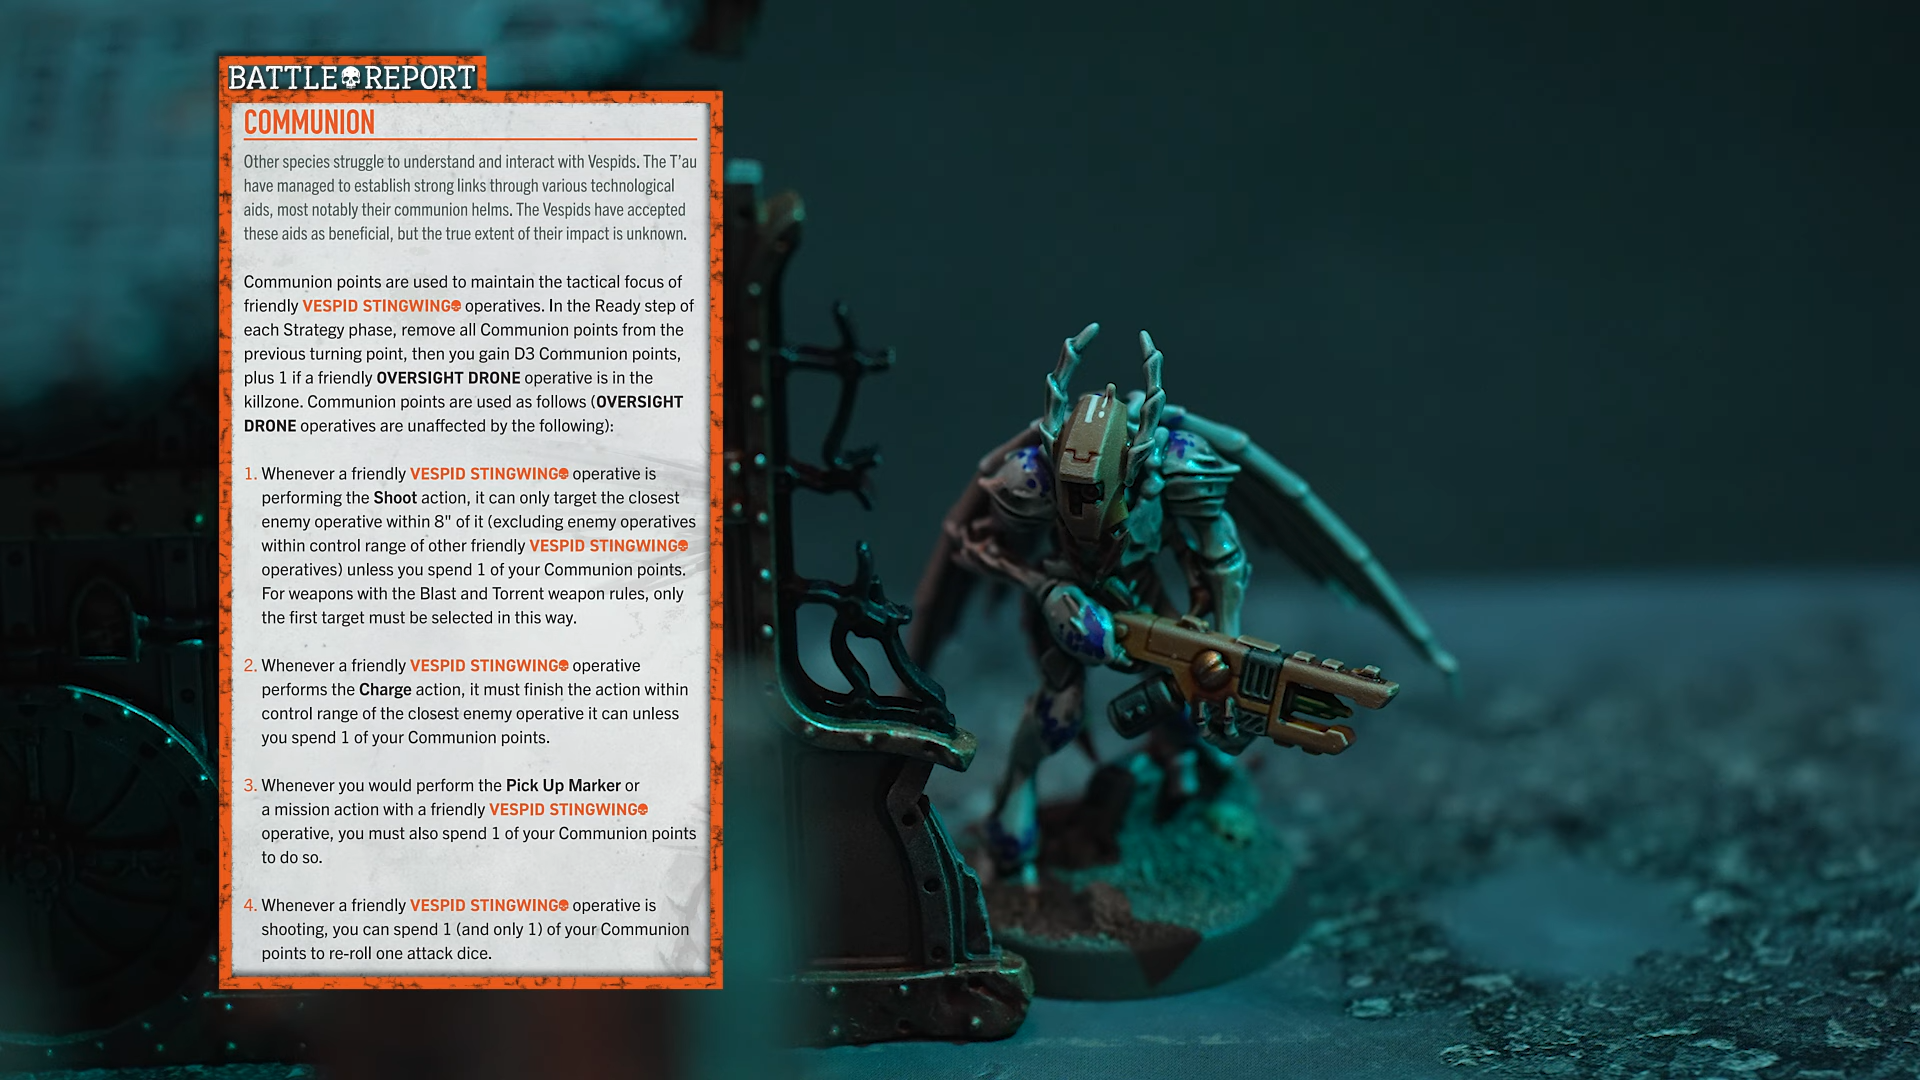 BATTLE REPORT
COMMUNION
Other species struggle to understand and interact with Vespids. The T'au
have managed to establish strong links through various technological
aids, most notably their communion helms. The Vespids have accepted
these aids as beneficial, but the true extent of their impact is unknown.
Communion points are used to maintain the tactical focus of
friendly VESPID STINGWING operatives. In the Ready step of
each Strategy phase, remove all Communion points from the
previous turning point, then you gain D3 Communion points,
plus 1 if a friendly OVERSIGHT DRONE operative is in the
killzone. Communion points are used as follows (OVERSIGHT
DRONE operatives are unaffected by the following):
1. Whenever a friendly VESPID STINGWING operative is
performing the Shoot action, it can only target the closest
enemy operative within 8" of it (excluding enemy operatives
within control range of other friendly VESPID STINGWING
operatives) unless you spend 1 of your Communion points.
For weapons with the Blast and Torrent weapon rules, only
the first target must be selected in this way.
2. Whenever a friendly VESPID STINGWING operative
performs the Charge action, it must finish the action within
control range of the closest enemy operative it can unless
you spend 1 of your Communion points.
3. Whenever you would perform the Pick Up Marker or
a mission action with a friendly VESPID STINGWING
operative, you must also spend 1 of your Communion points
to do so.
4. Whenever a friendly VESPID STINGWING operative is
shooting, you can spend 1 (and only 1) of your Communion
points to re-roll one attack dice.